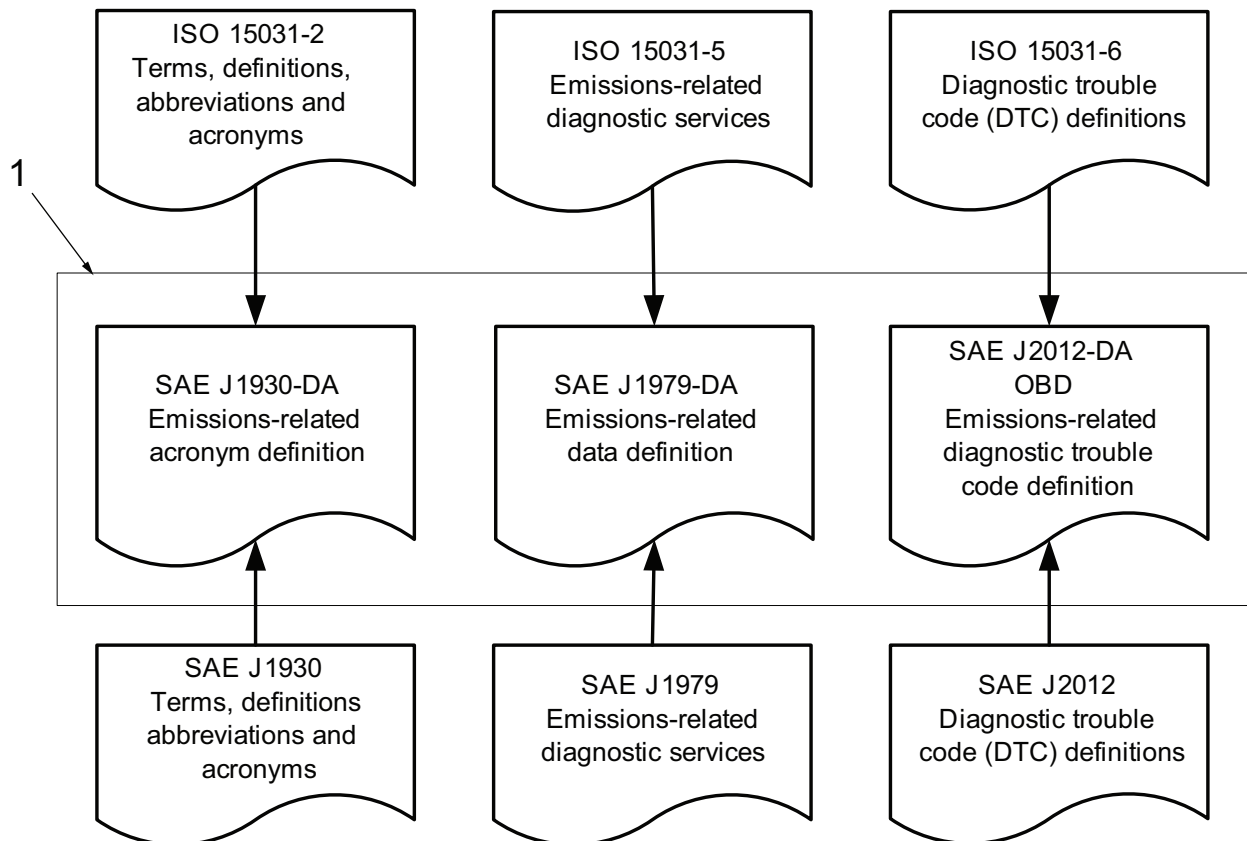 ISO 15031-2
Terms, definitions,
abbreviations and
acronyms
ISO 15031-5
Emissions-related
diagnostic services
ISO 15031-6
Diagnostic trouble
code (DTC) definitions
1
SAE J1930-DA
Emissions-related
acronym definition
SAE J1979-DA
Emissions-related
data definition
SAE J2012-DA
OBD
Emissions-related
diagnostic trouble
code definition
SAE J1930
Terms, definitions
abbreviations and
acronyms
SAE J1979
Emissions-related
diagnostic services
SAE J2012
Diagnostic trouble
code (DTC) definitions